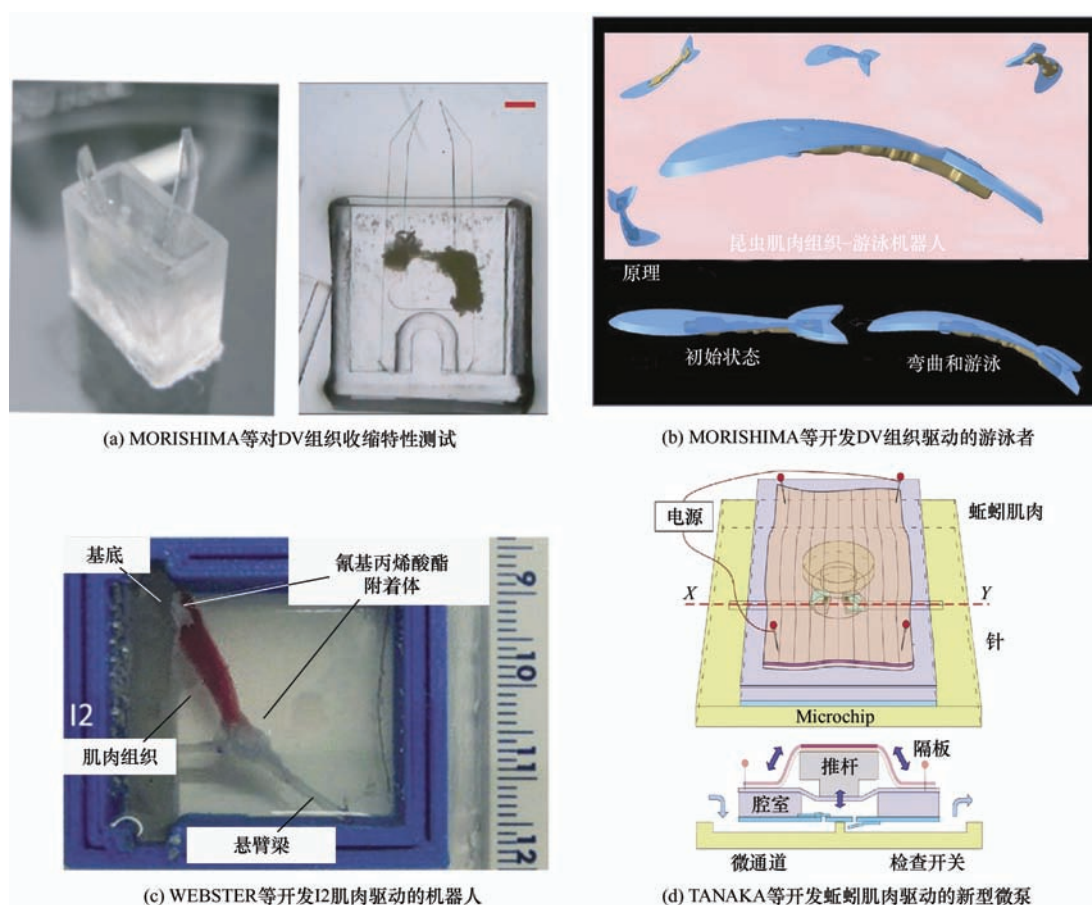 昆虫肌肉组织-游泳机器人
原理
初始状态
弯曲和游泳
(a) MORISHIMA等对DV组织收缩特性测试
(b) MORISHIMA等开发DV组织驱动的游泳者
基底
氰基丙烯酸酯
附着体
I2
肌肉组织
悬臂梁
9
10
11
12
(c) WEBSTER等开发I2肌肉驱动的机器人
电源
蚯蚓肌肉
X
Y
针
Microchip
隔板
推杆
腔室
微通道
检查开关
(d) TANAKA等开发蚯蚓肌肉驱动的新型微泵